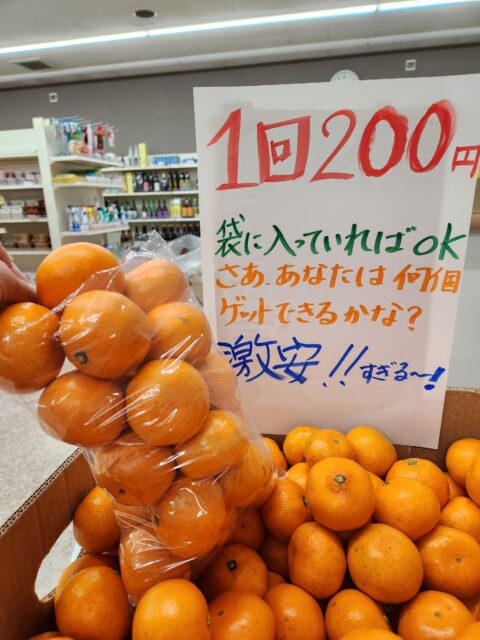 1回200円
袋に入っていればOK
さあ、あなたは何個
ゲットできるかな?
激安!!すぎる〜!